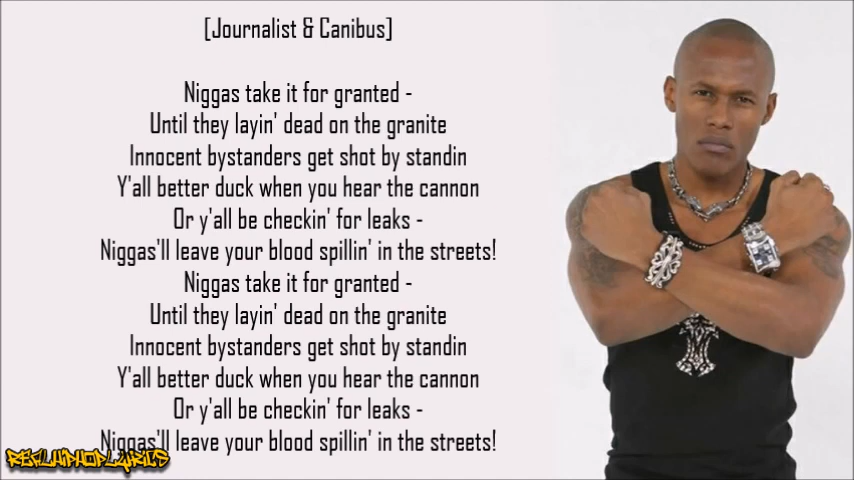 [Journalist & Canibus]
Niggas take it for granted -
Until they layin' dead on the granite
Innocent bystanders get shot by standin
Y'all better duck when you hear the cannon
Or y'all be checkin' for leaks -
Niggas'll leave your blood spillin' in the streets!
Niggas take it for granted -
Until they layin' dead on the granite
Innocent bystanders get shot by standin
Y'all better duck when you hear the cannon
Or y'all be checkin' for leaks -
Niggas'll leave your blood spillin' in the streets!
REFLHIPHOPLYRICS